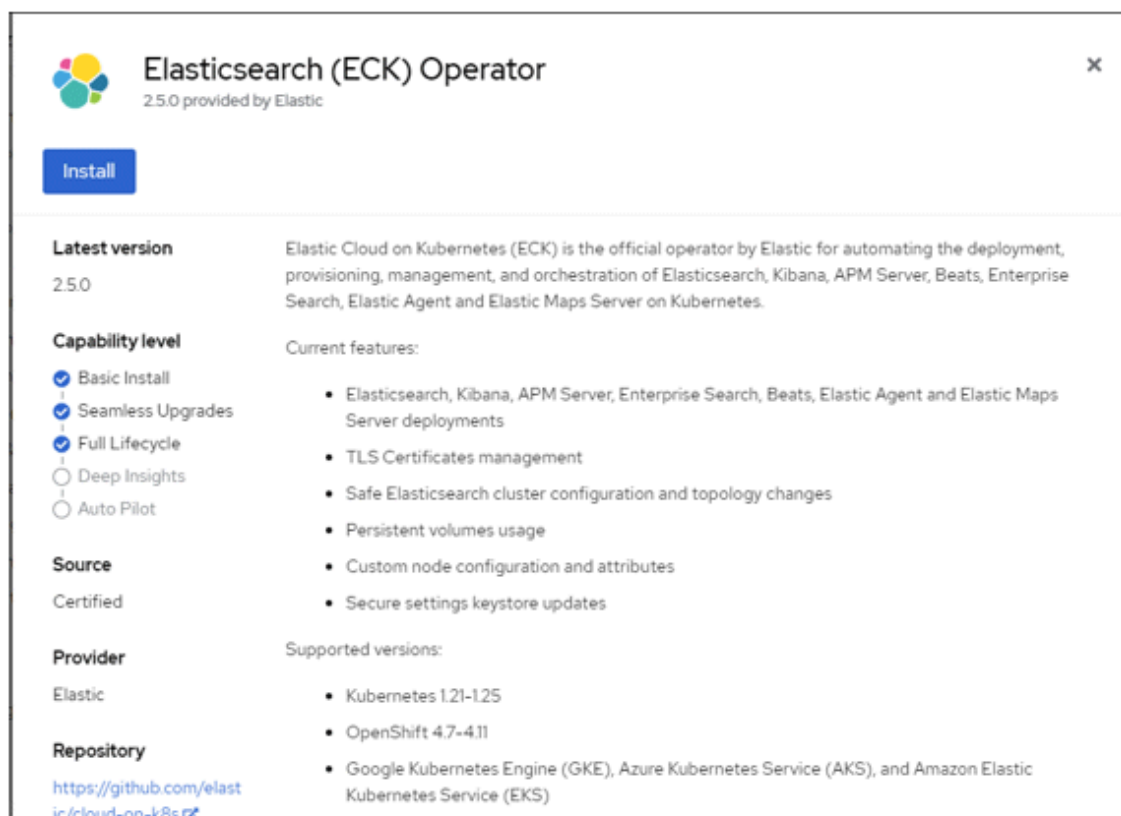 Elasticsearch (ECK) Operator
2.5.0 provided by Elastic
Install
Latest version
2.5.0
Capability level
Basic Install
Seamless Upgrades
Full Lifecycle
Deep Insights
Auto Pilot
Source
Certified
Provider
Elastic
Repository
https://github.com/elast
ic/cloud-on-k8s
Elastic Cloud on Kubernetes (ECK) is the official operator by Elastic for automating the deployment,
provisioning, management, and orchestration of Elasticsearch, Kibana, APM Server, Beats, Enterprise
Search, Elastic Agent and Elastic Maps Server on Kubernetes.
Current features:
• Elasticsearch, Kibana, APM Server, Enterprise Search, Beats, Elastic Agent and Elastic Maps
Server deployments
• TLS Certificates management
• Safe Elasticsearch cluster configuration and topology changes
• Persistent volumes usage
• Custom node configuration and attributes
• Secure settings keystore updates
Supported versions:
• Kubernetes 1.21-1.25
• OpenShift 4.7-4.11
• Google Kubernetes Engine (GKE), Azure Kubernetes Service (AKS), and Amazon Elastic
Kubernetes Service (EKS)